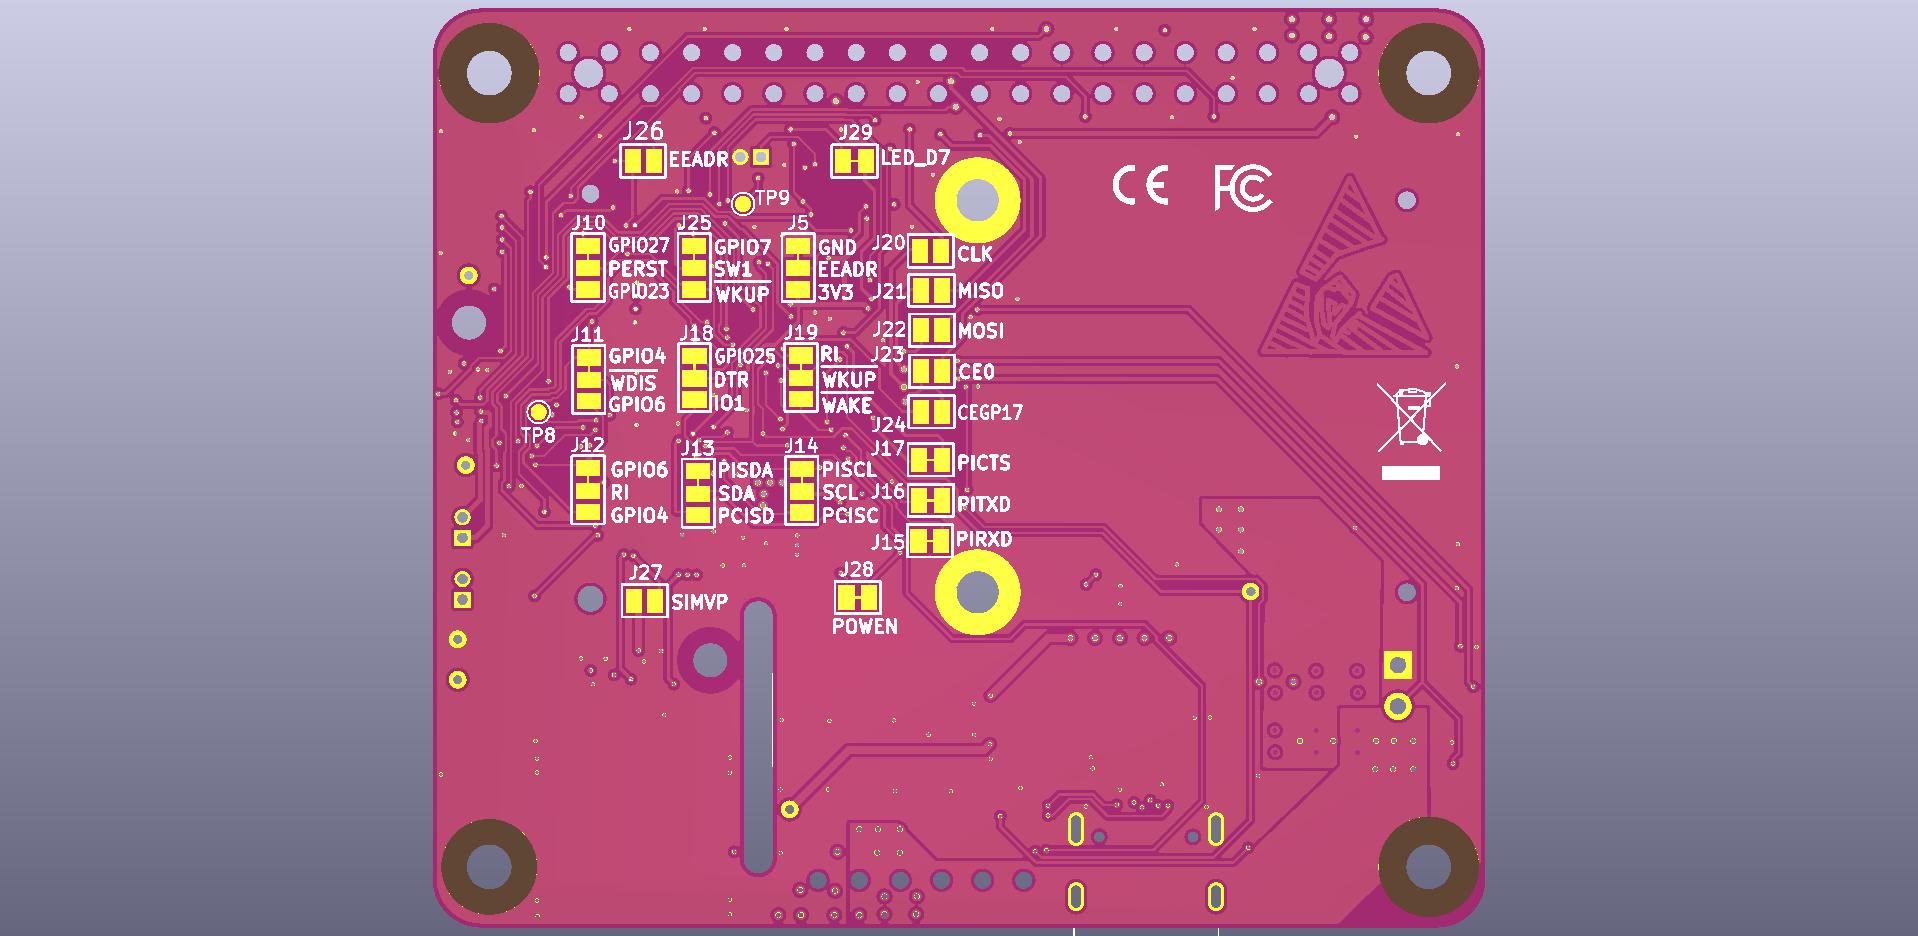 J26
EEADR
J29
LED_D7
TP9
CE FCC
J10
GPIO27
PERST
GPIO23
J25
GPIO7
SW1
WKUP
J5
GND
EEADR
3V3
J20
CLK
J21
MISO
J22
MOSI
J23
CE0
J24
CEGP17
J11
GPIO4
WDIS
GPIO6
J18
GPIO25
DTR
IO1
J19
RI
WKUP
WAKE
TP8
J12
GPIO6
RI
GPIO4
J13
PISDA
SDA
PCISD
J14
PISCL
SCL
PCISC
J17
PICTS
J16
PITXD
J15
PIRXD
J27
SIMVP
J28
POWEN